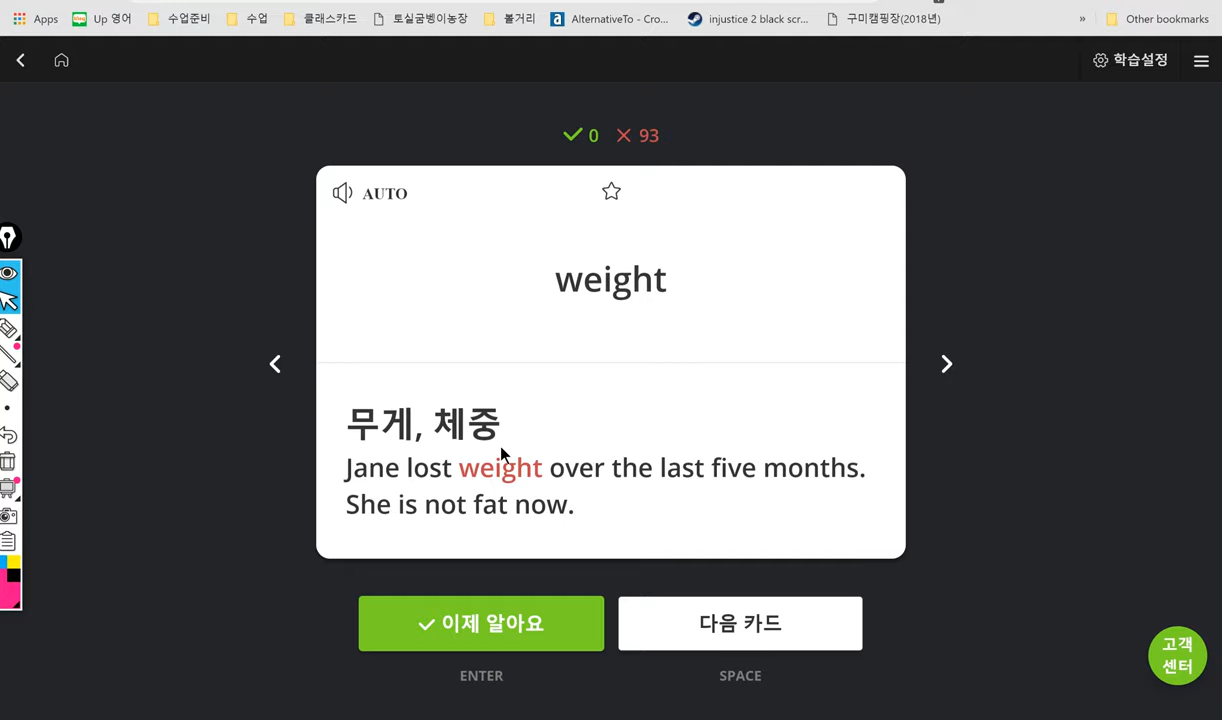 Apps Up 영어 수업준비 수업 클래스카드 토실굼벵이농장 볼거리 AlternativeTo - Cro... injustice 2 black scr... 구미캠핑장(2018년) » Other bookmarks
학습설정
0 93
AUTO
weight
무게, 체중
Jane lost weight over the last five months.
She is not fat now.
이제 알아요 다음 카드
ENTER SPACE
고객
센터